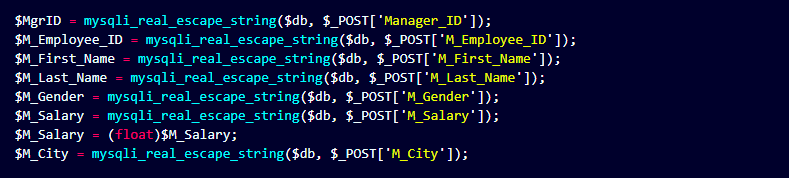 $MgrID = mysqli_real_escape_string($db, $_POST['Manager_ID']);
$M_Employee_ID = mysqli_real_escape_string($db, $_POST['M_Employee_ID']);
$M_First_Name = mysqli_real_escape_string($db, $_POST['M_First_Name']);
$M_Last_Name = mysqli_real_escape_string($db, $_POST['M_Last_Name']);
$M_Gender = mysqli_real_escape_string($db, $_POST['M_Gender']);
$M_Salary = mysqli_real_escape_string($db, $_POST['M_Salary']);
$M_Salary = (float)$M_Salary;
$M_City = mysqli_real_escape_string($db, $_POST['M_City']);